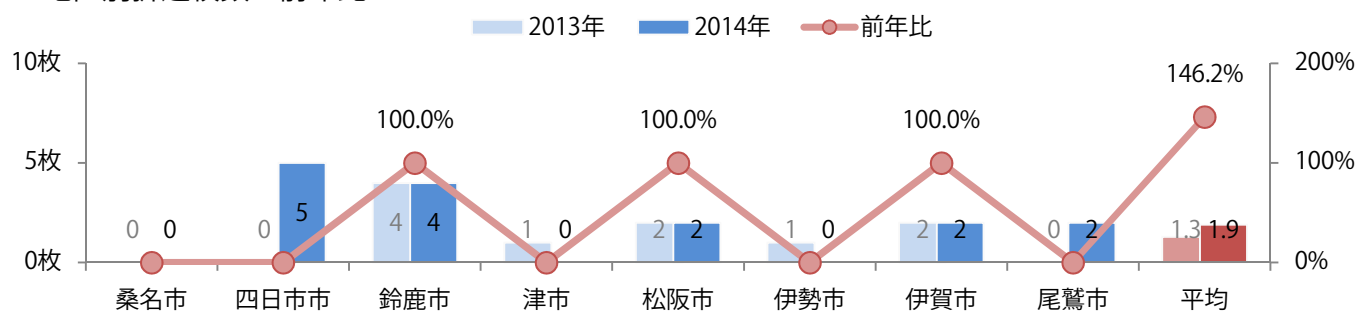 2013年 2014年 前年比
10枚 200%
146.2%
100.0% 100.0% 100.0%
5枚 100%
0 0 0 5 4 4 1 0 2 2 1 0 2 2 0 2 1.3 1.9
0枚 0%
桑名市 四日市市 鈴鹿市 津市 松阪市 伊勢市 伊賀市 尾鷲市 平均